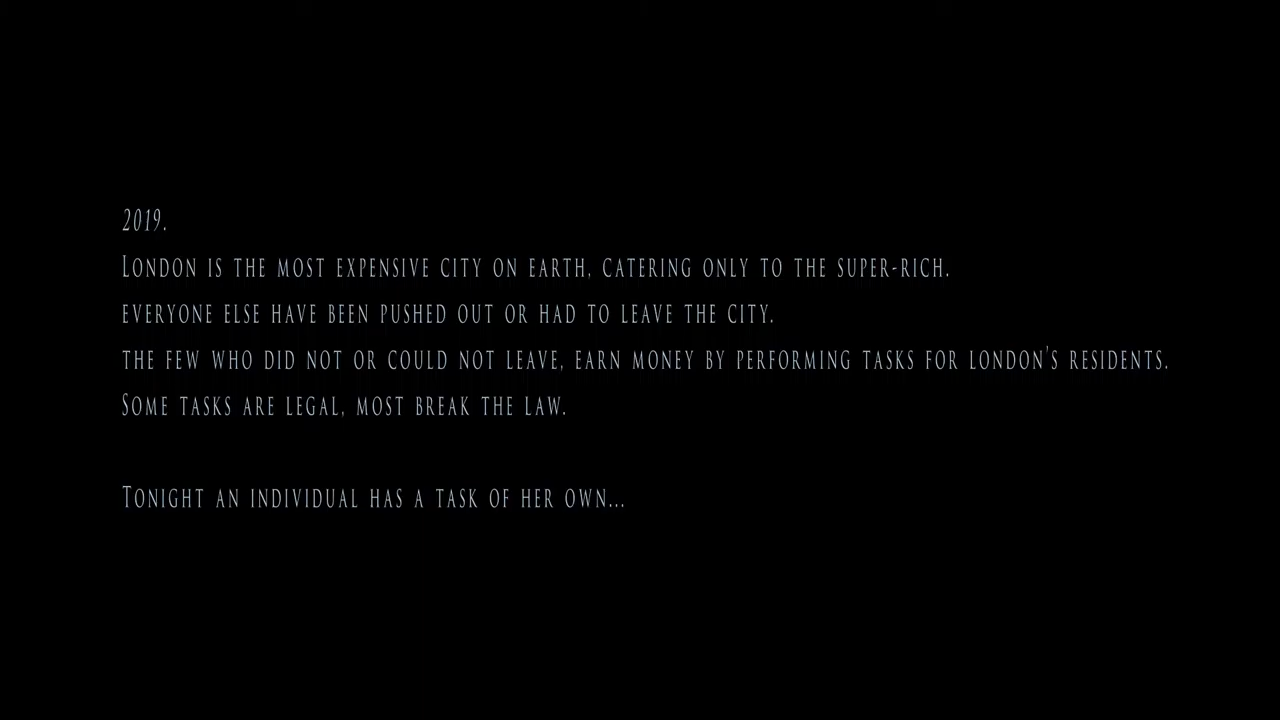 2019.
London is the most expensive city on earth, catering only to the super-rich.
everyone else have been pushed out or had to leave the city.
the few who did not or could not leave, earn money by performing tasks for london's residents.
Some tasks are legal, most break the law.
Tonight an individual has a task of her own...